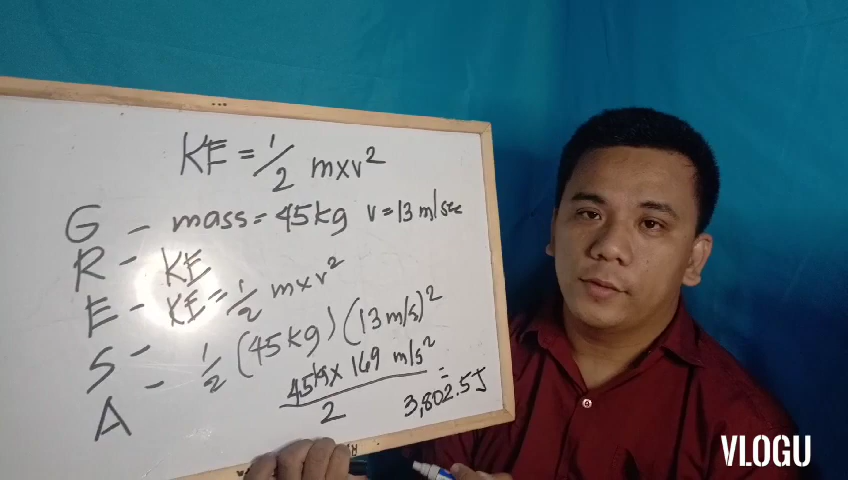 KE = 1/2 mxv²
G - mass = 45kg v = 13 m/sec
R - KE
E - KE = 1/2 mxv²
S - 1/2 (45kg) (13 m/s)²
A - 45kg x 169 m/s² / 2 = 3,802.5J
VLOGU